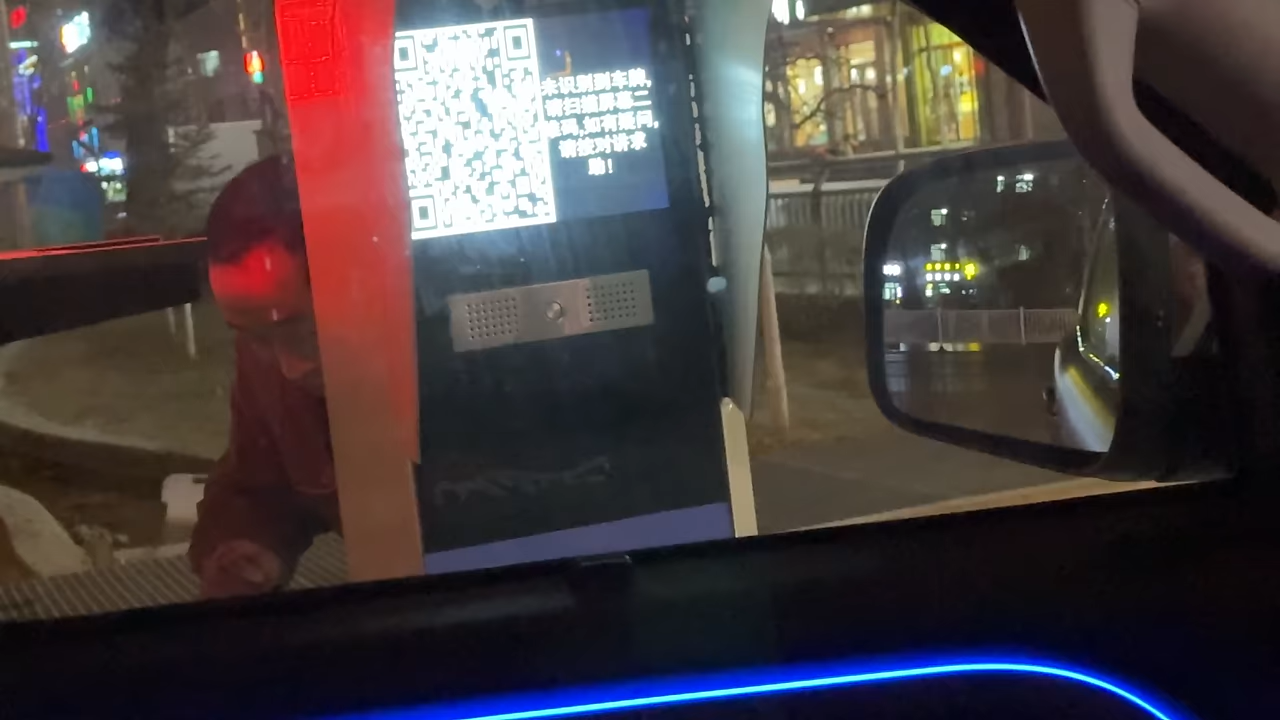 未识别到车牌,
请扫描屏幕二
维码,如有疑问,
请按对讲求
助!